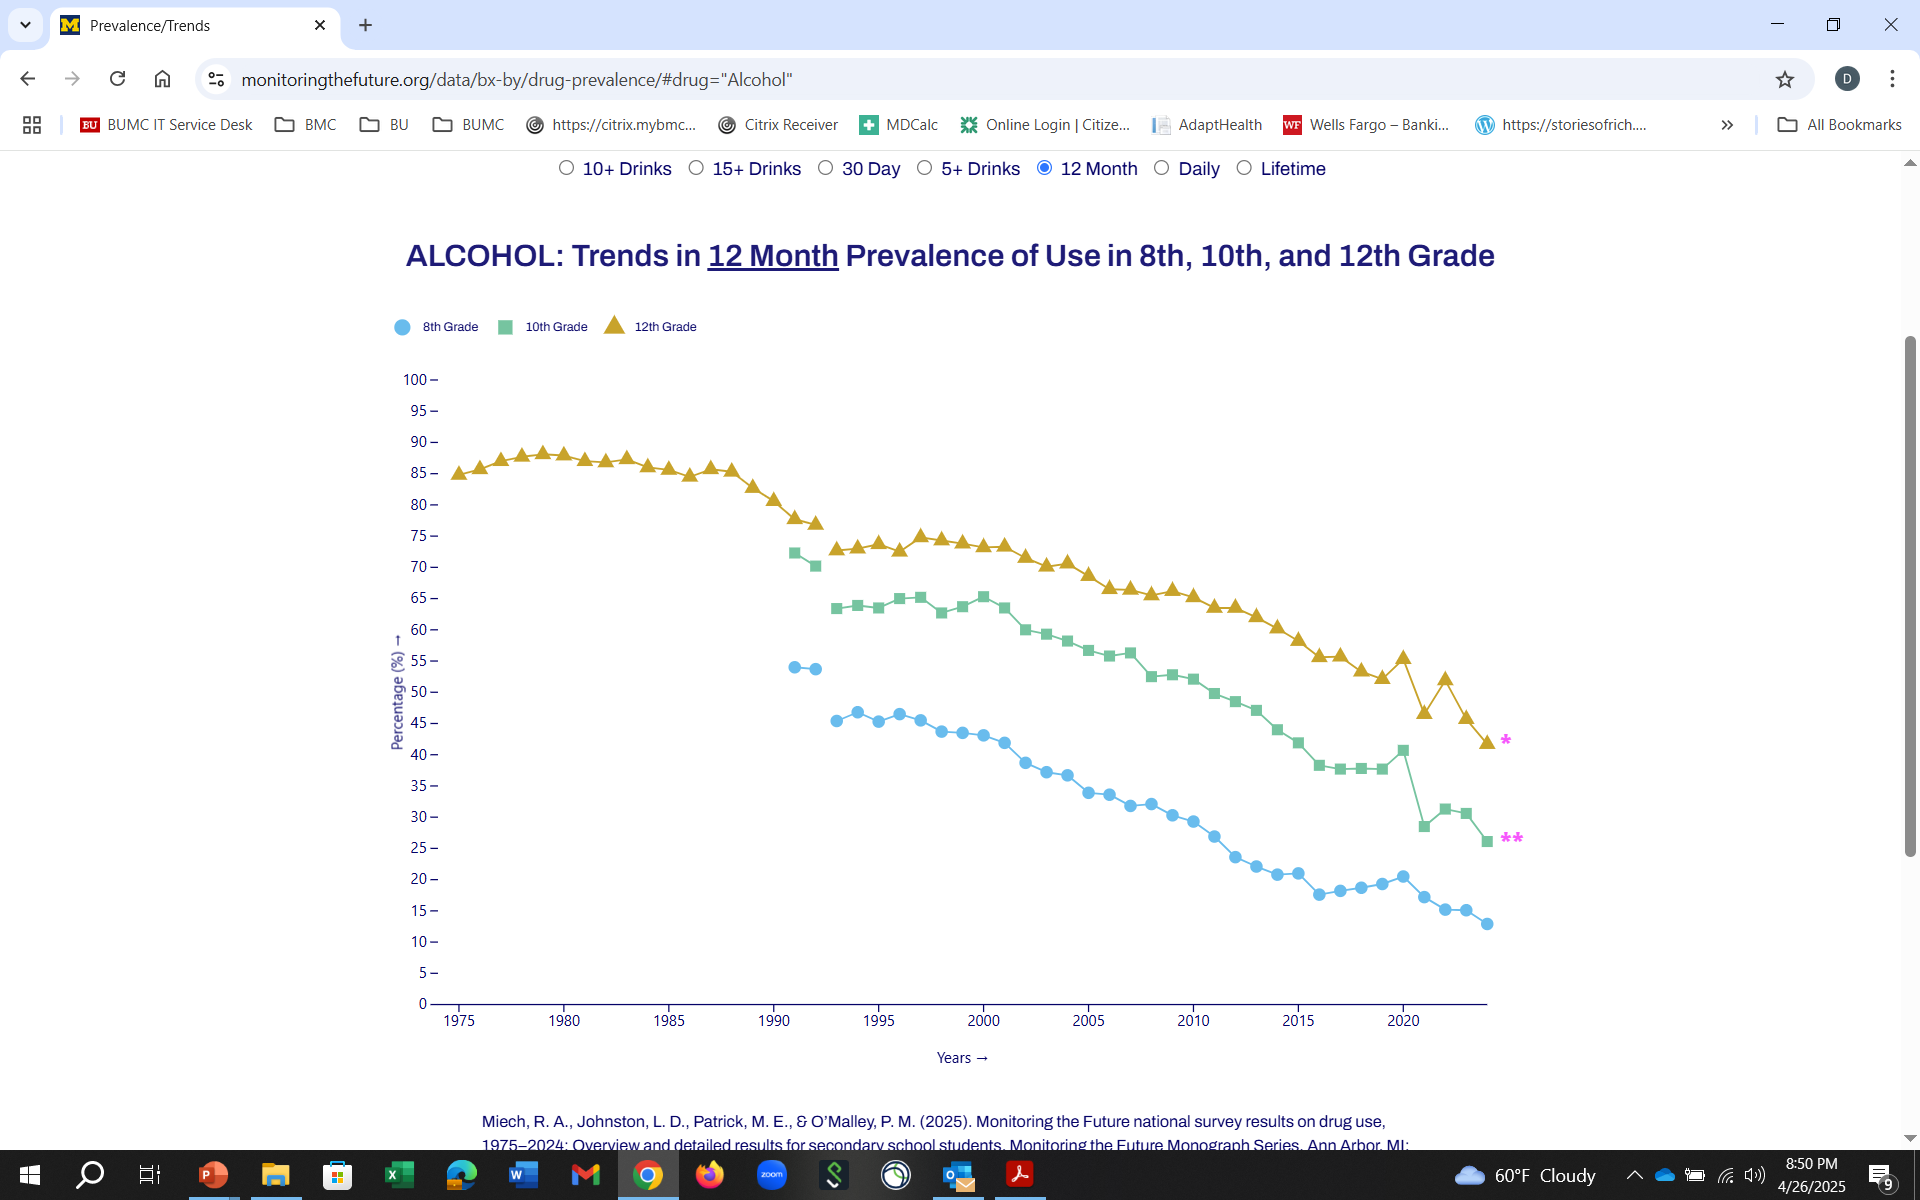 Prevalence/Trends
monitoringthefuture.org/data/bx-by/drug-prevalence/#drug="Alcohol"
D
BU BUMC IT Service Desk BMC BU BUMC https://citrix.mybmc... Citrix Receiver MDCalc Online Login | Citize... AdaptHealth WF Wells Fargo – Banki... https://storiesofrich.... » All Bookmarks
10+ Drinks 15+ Drinks 30 Day 5+ Drinks 12 Month Daily Lifetime
ALCOHOL: Trends in 12 Month Prevalence of Use in 8th, 10th, and 12th Grade
8th Grade 10th Grade 12th Grade
100
95
90
85
80
75
70
65
60
55
50
45
40
35
30
25
20
15
10
5
0
Percentage (%) →
*
**
1975 1980 1985 1990 1995 2000 2005 2010 2015 2020
Years →
Miech, R. A., Johnston, L. D., Patrick, M. E., & O’Malley, P. M. (2025). Monitoring the Future national survey results on drug use,
1975–2024: Overview and detailed results for secondary school students. Monitoring the Future Monograph Series. Ann Arbor, MI:
zoom
60°F Cloudy
8:50 PM
4/26/2025
9